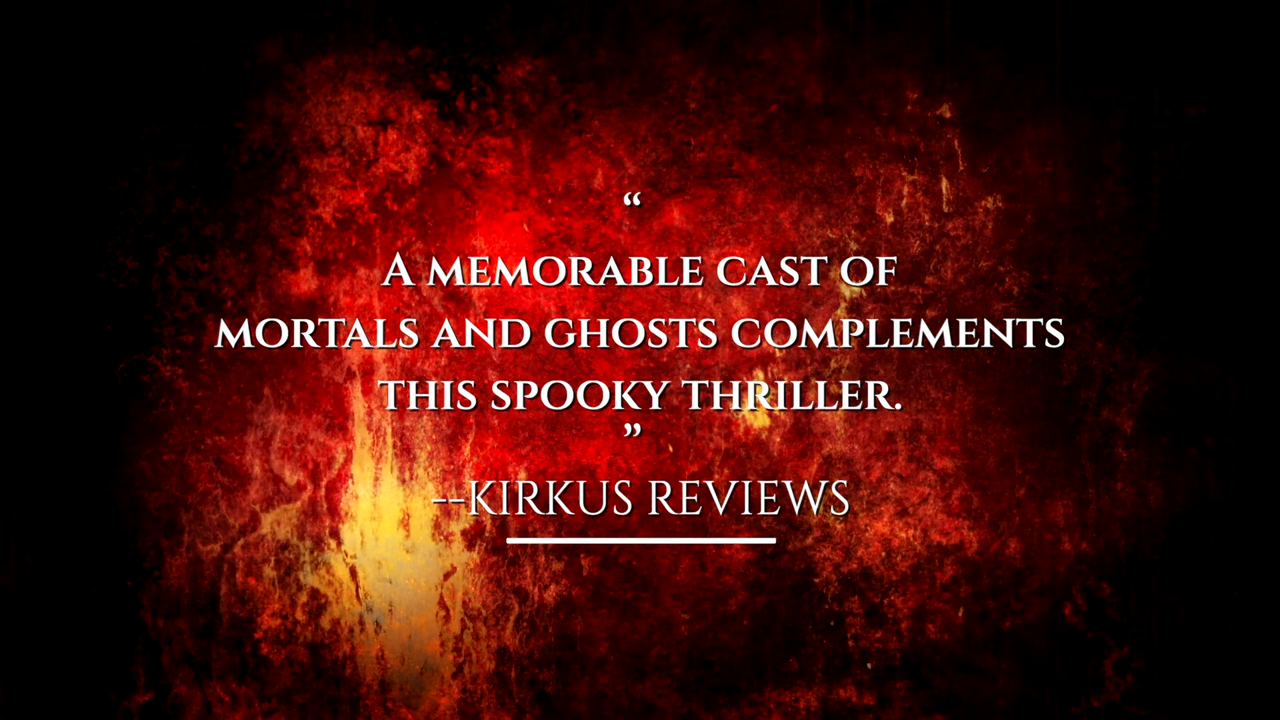 “
A MEMORABLE CAST OF
MORTALS AND GHOSTS COMPLEMENTS
THIS SPOOKY THRILLER.
”
--KIRKUS REVIEWS